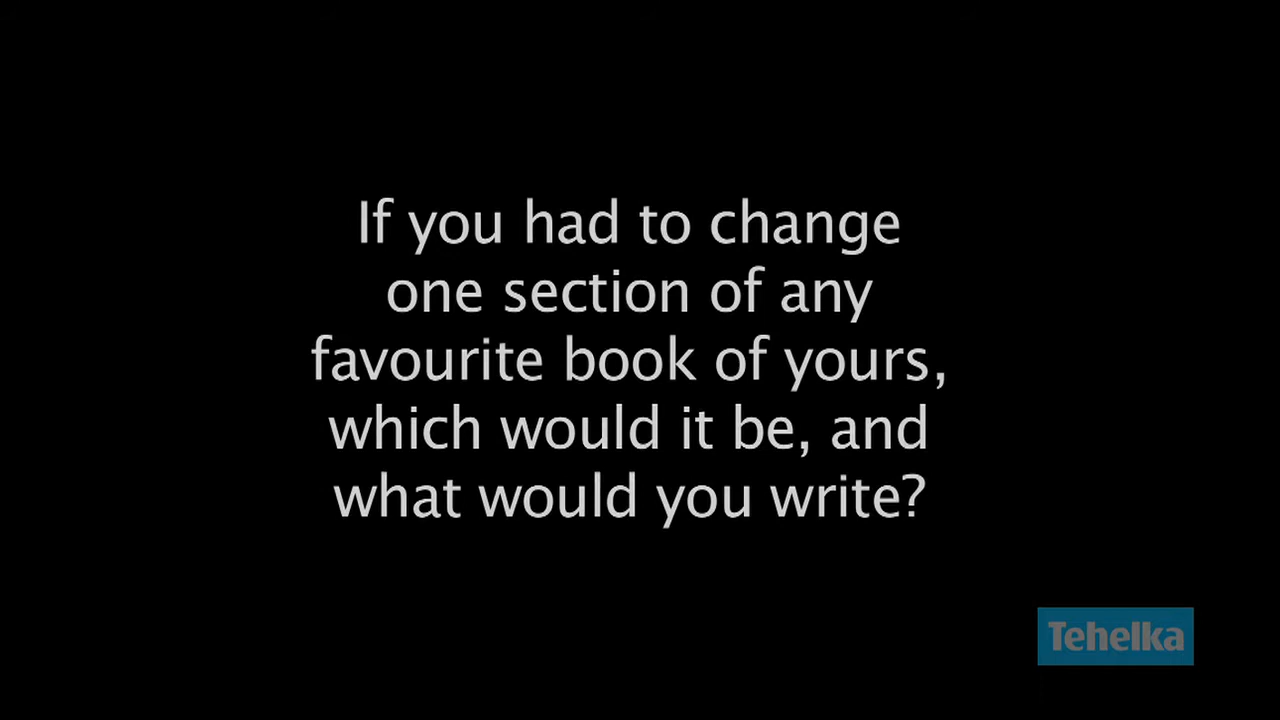 If you had to change
one section of any
favourite book of yours,
which would it be, and
what would you write?
Tehelka